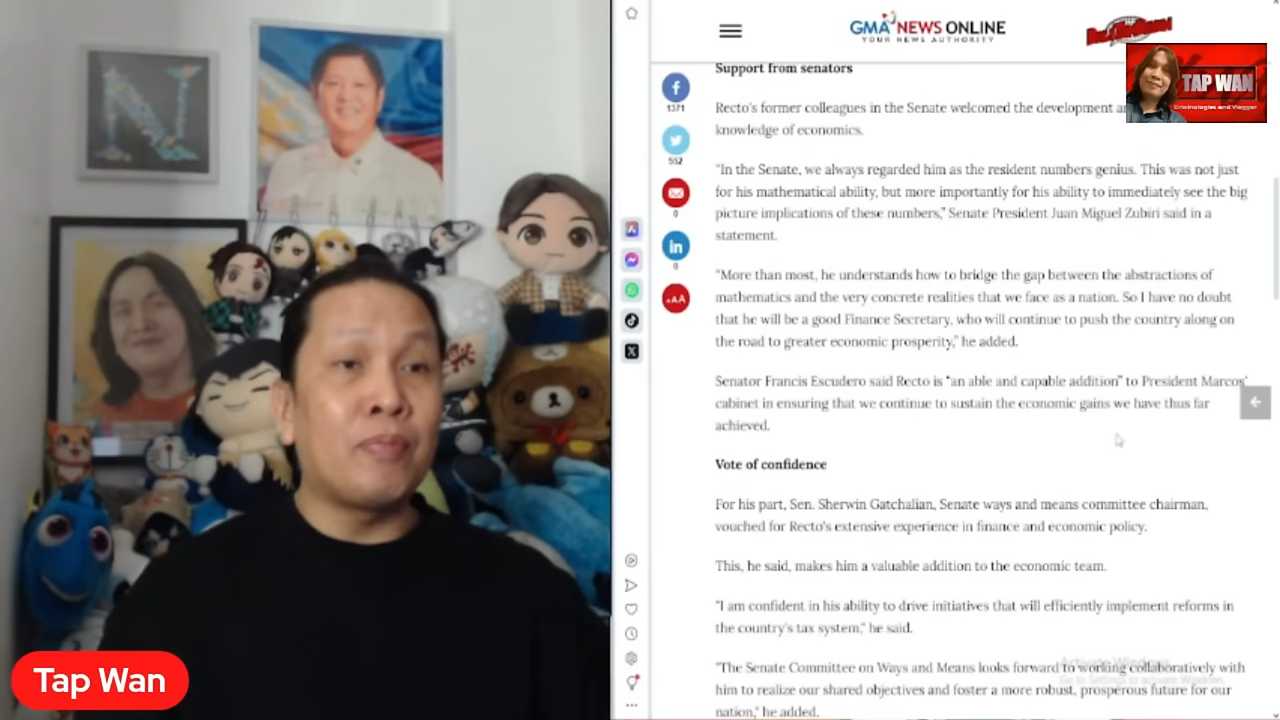 GMA NEWS ONLINE
YOUR NEWS AUTHORITY
TAP WAN
Criminologist and Vlogger
Support from senators
1371
552
0
0
AAA
Recto's former colleagues in the Senate welcomed the development
knowledge of economics.
"In the Senate, we always regarded him as the resident numbers genius. This was not just
for his mathematical ability, but more importantly for his ability to immediately see the big
picture implications of these numbers," Senate President Juan Miguel Zubiri said in a
statement.
"More than most, he understands how to bridge the gap between the abstractions of
mathematics and the very concrete realities that we face as a nation. So I have no doubt
that he will be a good Finance Secretary, who will continue to push the country along on
the road to greater economic prosperity," he added.
Senator Francis Escudero said Recto is "an able and capable addition" to President Marcos'
cabinet in ensuring that we continue to sustain the economic gains we have thus far
achieved.
Vote of confidence
For his part, Sen. Sherwin Gatchalian, Senate ways and means committee chairman,
vouched for Recto's extensive experience in finance and economic policy.
This, he said, makes him a valuable addition to the economic team.
"I am confident in his ability to drive initiatives that will efficiently implement reforms in
the country's tax system," he said.
"The Senate Committee on Ways and Means looks forward to working collaboratively with
him to realize our shared objectives and foster a more robust, prosperous future for our
nation," he added.
Activate Windows
Go to Settings to activate Windows.
Tap Wan
N